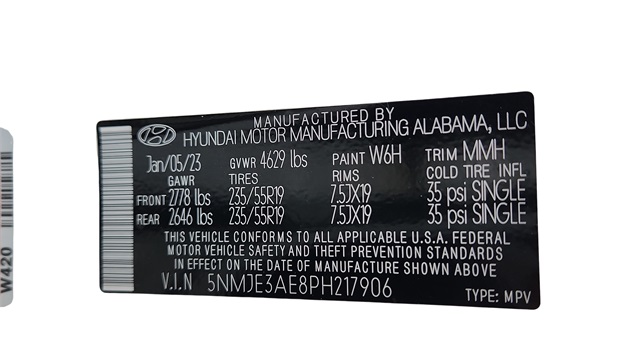 MANUFACTURED BY
HYUNDAI MOTOR MANUFACTURING ALABAMA, LLC
Jan/05/23 GVWR 4629 lbs PAINT W6H TRIM MMH
GAWR TIRES RIMS COLD TIRE INFL
FRONT 2778 lbs 235/55R19 7.5JX19 35 psi SINGLE
REAR 2646 lbs 235/55R19 7.5JX19 35 psi SINGLE
THIS VEHICLE CONFORMS TO ALL APPLICABLE U.S.A. FEDERAL
MOTOR VEHICLE SAFETY AND THEFT PREVENTION STANDARDS
IN EFFECT ON THE DATE OF MANUFACTURE SHOWN ABOVE
V.I.N 5NMJE3AE8PH217906 TYPE: MPV
W420